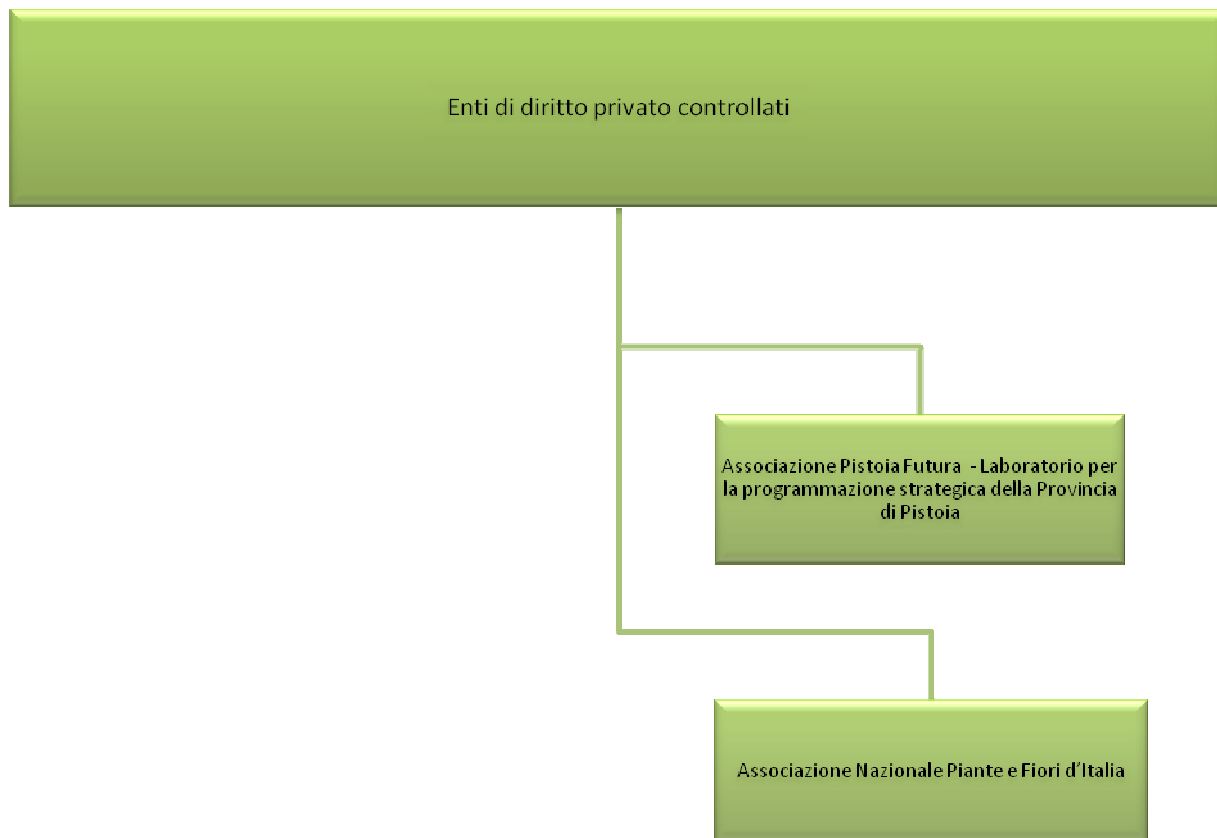 Enti di diritto privato controllati
Associazione Pistoia Futura - Laboratorio per
la programmazione strategica della Provincia
di Pistoia
Associazione Nazionale Piante e Fiori d’Italia